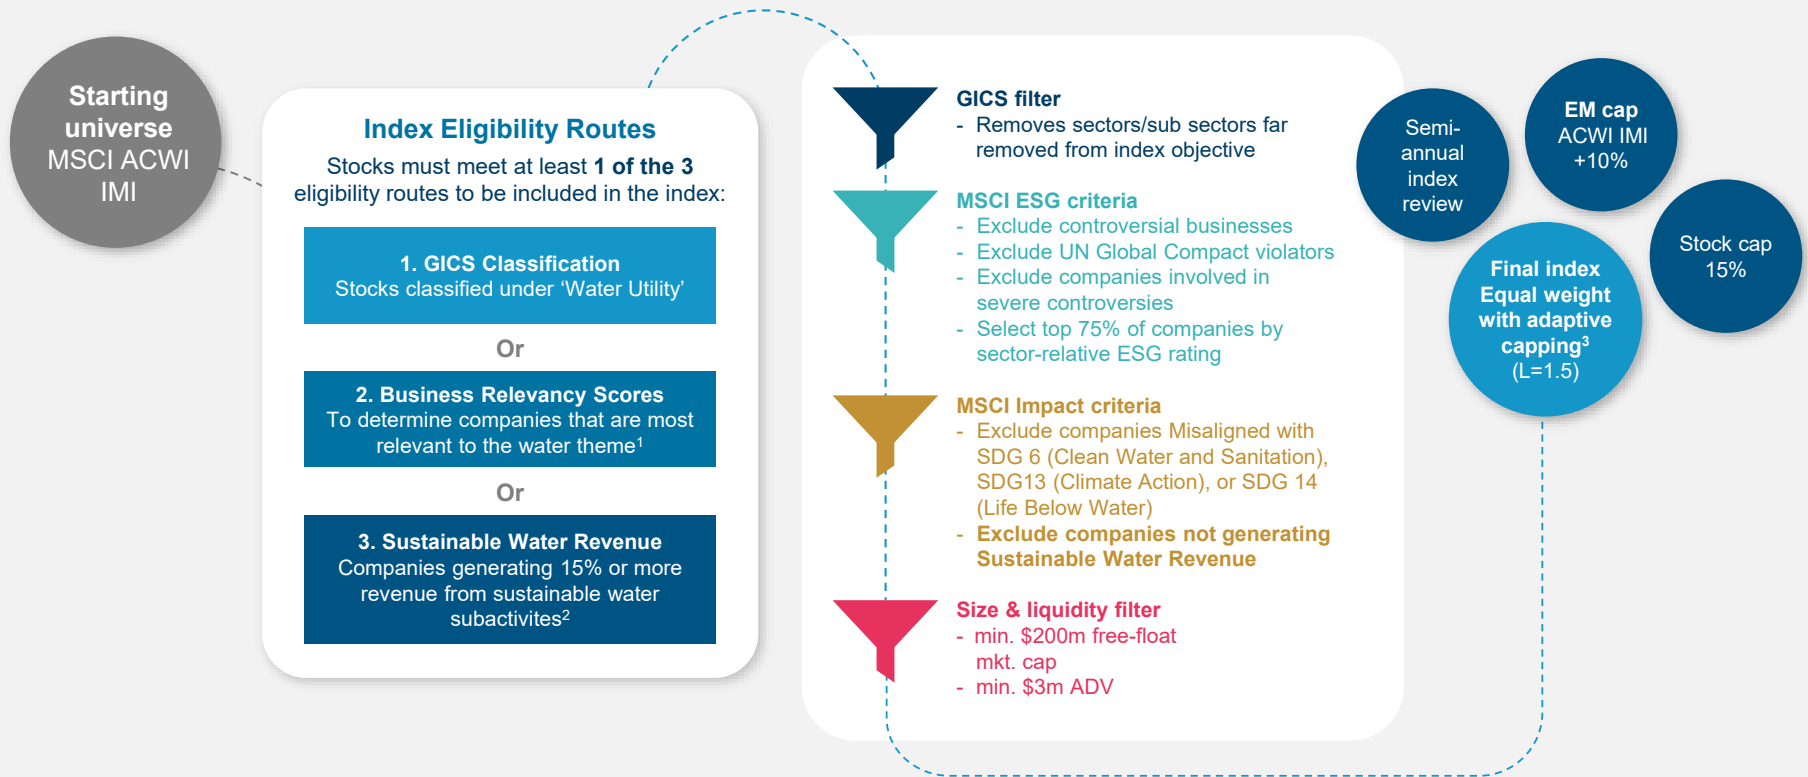 Starting
universe
MSCI ACWI
IMI
Index Eligibility Routes
Stocks must meet at least 1 of the 3
eligibility routes to be included in the index:
1. GICS Classification
Stocks classified under ‘Water Utility’
Or
2. Business Relevancy Scores
To determine companies that are most
relevant to the water theme1
Or
3. Sustainable Water Revenue
Companies generating 15% or more
revenue from sustainable water
subactivites2
GICS filter
- Removes sectors/sub sectors far
removed from index objective
MSCI ESG criteria
- Exclude controversial businesses
- Exclude UN Global Compact violators
- Exclude companies involved in
severe controversies
- Select top 75% of companies by
sector-relative ESG rating
MSCI Impact criteria
- Exclude companies Misaligned with
SDG 6 (Clean Water and Sanitation),
SDG13 (Climate Action), or SDG 14
(Life Below Water)
- Exclude companies not generating
Sustainable Water Revenue
Size & liquidity filter
- min. $200m free-float
mkt. cap
- min. $3m ADV
Semi-
annual
index
review
EM cap
ACWI IMI
+10%
Stock cap
15%
Final index
Equal weight
with adaptive
capping3
(L=1.5)